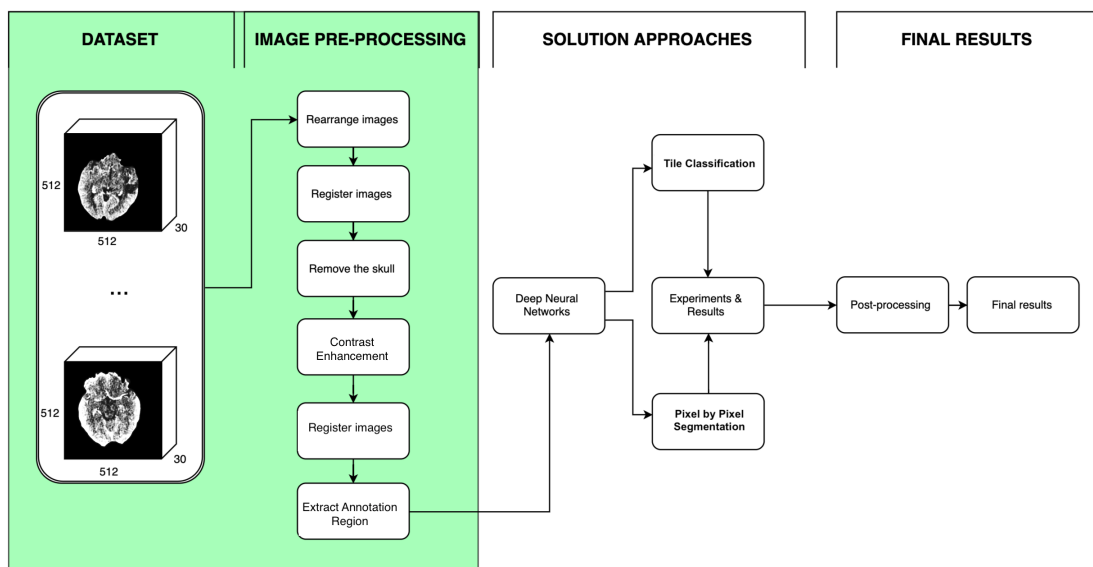 DATASET
IMAGE PRE-PROCESSING
SOLUTION APPROACHES
FINAL RESULTS
512
512
30
...
512
512
30
Rearrange images
Register images
Remove the skull
Contrast
Enhancement
Register images
Extract Annotation
Region
Deep Neural
Networks
Tile Classification
Experiments &
Results
Pixel by Pixel
Segmentation
Post-processing
Final results